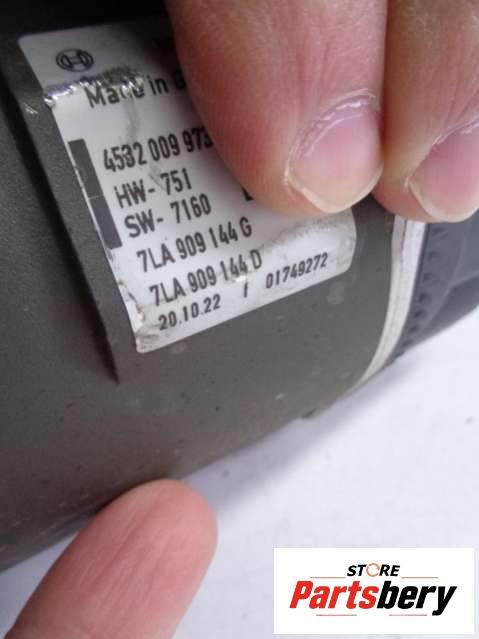 Made in G
4532 009 973
HW- 751
SW- 7160
7LA 909 144 G
7LA 909 144 D
20.10.22 1 01749272
STORE
Partsbery